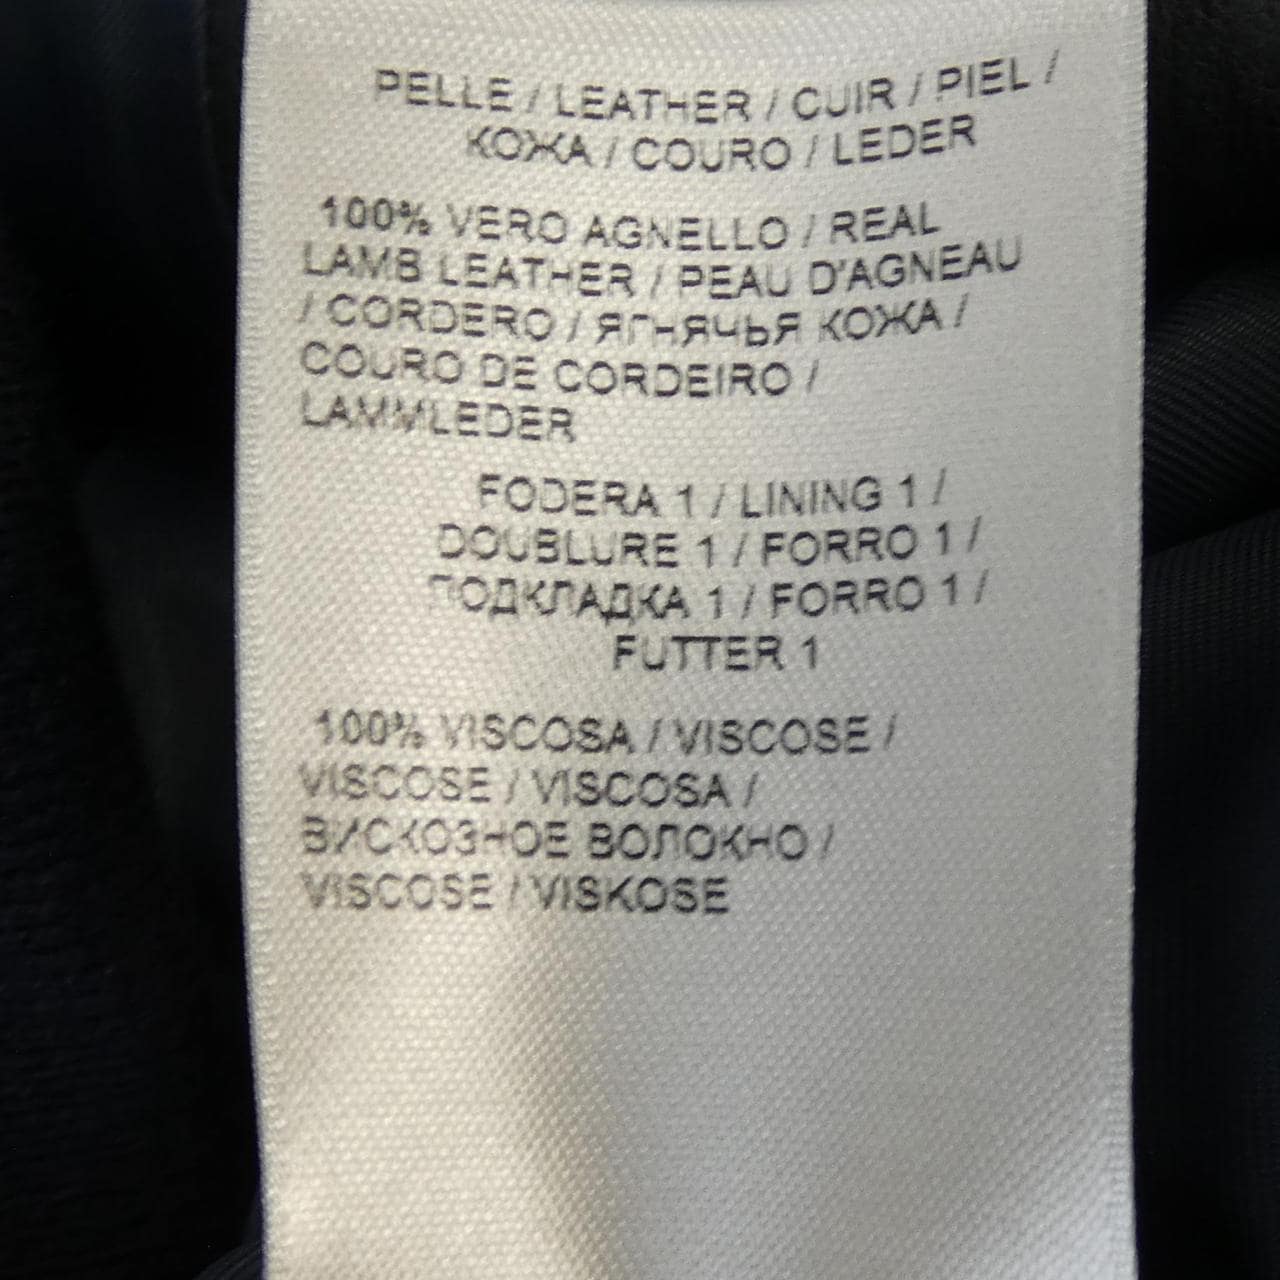 PELLE / LEATHER / CUIR / PIEL /
КОЖА / COURO / LEDER
100% VERO AGNELLO / REAL
LAMB LEATHER / PEAU D'AGNEAU
/ CORDERO / ЯГНЯЧЬЯ КОЖА /
COURO DE CORDEIRO /
LAMMLEDER
FODERA 1 / LINING 1 /
DOUBLURE 1 / FORRO 1 /
ПОДКЛАДКА 1 / FORRO 1 /
FUTTER 1
100% VISCOSA / VISCOSE /
VISCOSE / VISCOSA /
ВИСКОЗНОЕ ВОЛОКНО /
VISCOSE / VISKOSE